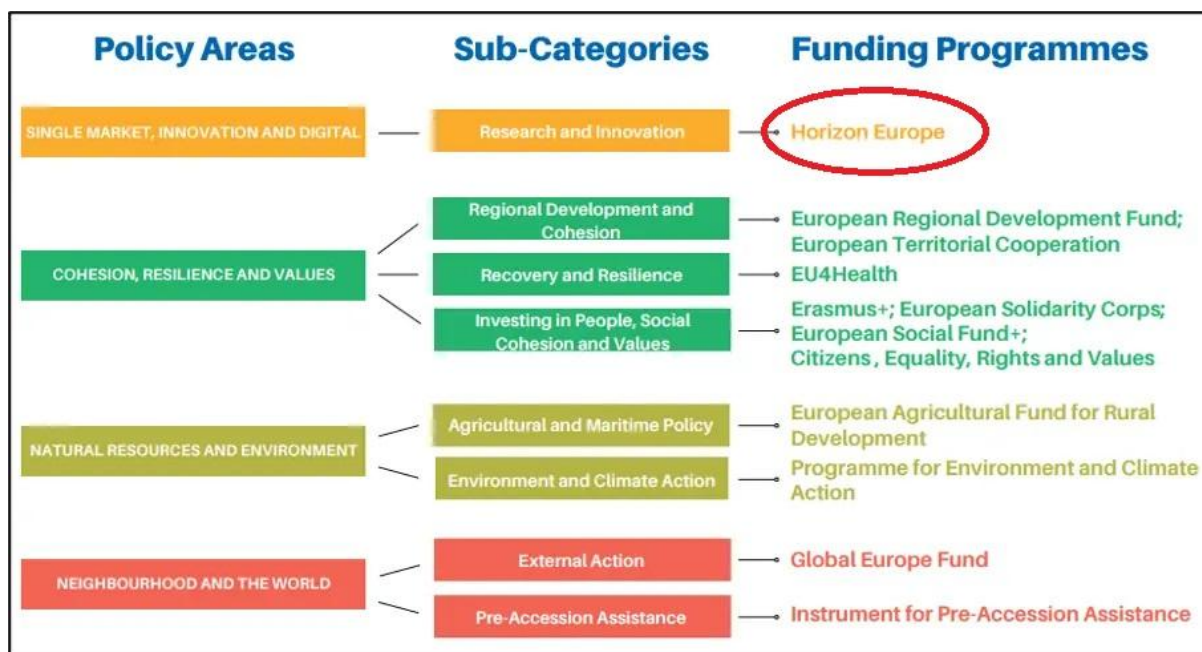 Policy Areas
Sub-Categories
Funding Programmes
SINGLE MARKET, INNOVATION AND DIGITAL
Research and Innovation
Horizon Europe
COHESION, RESILIENCE AND VALUES
Regional Development and
Cohesion
European Regional Development Fund;
European Territorial Cooperation
Recovery and Resilience
EU4Health
Investing in People, Social
Cohesion and Values
Erasmus+; European Solidarity Corps;
European Social Fund+;
Citizens, Equality, Rights and Values
NATURAL RESOURCES AND ENVIRONMENT
Agricultural and Maritime Policy
European Agricultural Fund for Rural
Development
Environment and Climate Action
Programme for Environment and Climate
Action
NEIGHBOURHOOD AND THE WORLD
External Action
Global Europe Fund
Pre-Accession Assistance
Instrument for Pre-Accession Assistance